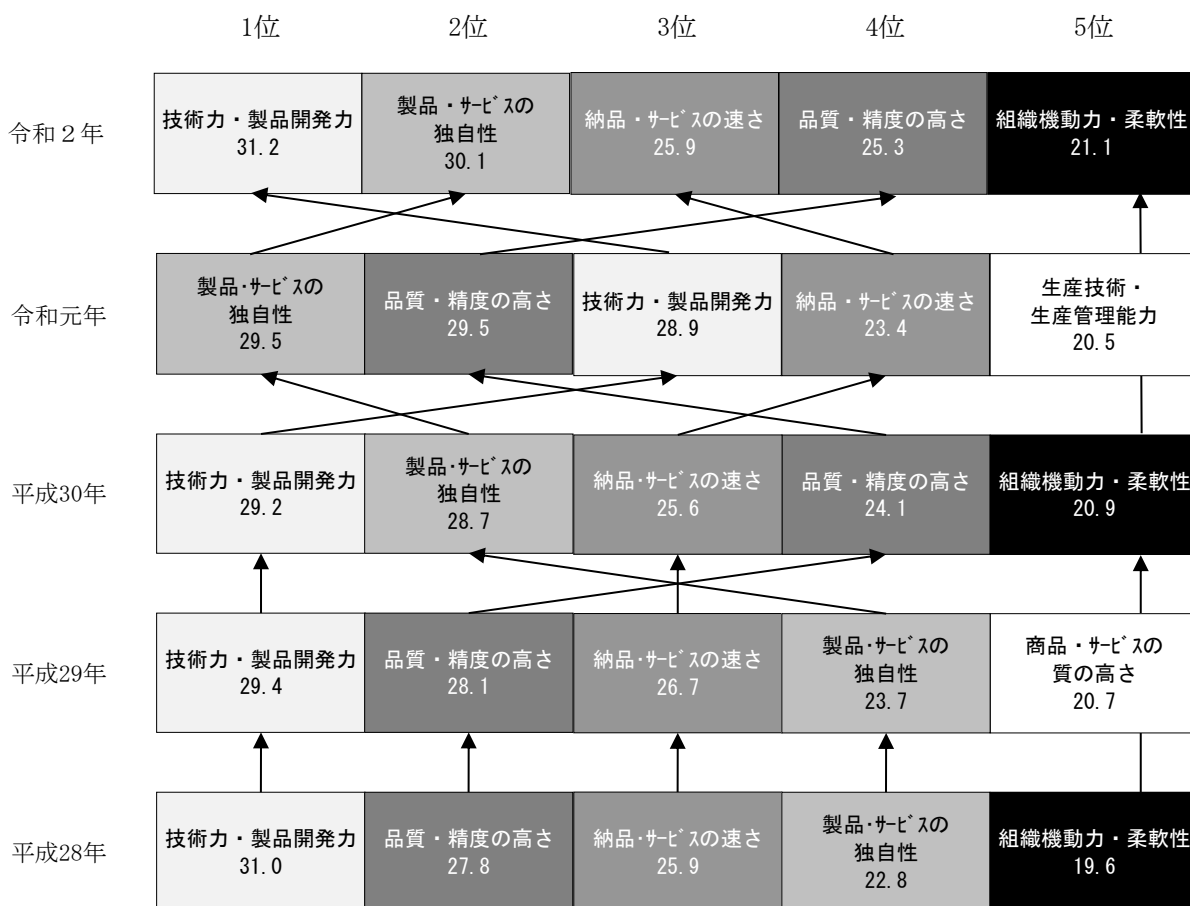 1位 2位 3位 4位 5位
令和２年
技術力・製品開発力
31.2
製品・ｻｰﾋﾞｽの
独自性
30.1
納品・ｻｰﾋﾞｽの速さ
25.9
品質・精度の高さ
25.3
組織機動力・柔軟性
21.1
令和元年
製品･ｻｰﾋﾞｽの
独自性
29.5
品質・精度の高さ
29.5
技術力・製品開発力
28.9
納品・ｻｰﾋﾞｽの速さ
23.4
生産技術・
生産管理能力
20.5
平成30年
技術力・製品開発力
29.2
製品･ｻｰﾋﾞｽの
独自性
28.7
納品･ｻｰﾋﾞｽの速さ
25.6
品質・精度の高さ
24.1
組織機動力・柔軟性
20.9
平成29年
技術力・製品開発力
29.4
品質・精度の高さ
28.1
納品･ｻｰﾋﾞｽの速さ
26.7
製品･ｻｰﾋﾞｽの
独自性
23.7
商品・ｻｰﾋﾞｽの
質の高さ
20.7
平成28年
技術力・製品開発力
31.0
品質・精度の高さ
27.8
納品･ｻｰﾋﾞｽの速さ
25.9
製品･ｻｰﾋﾞｽの
独自性
22.8
組織機動力・柔軟性
19.6